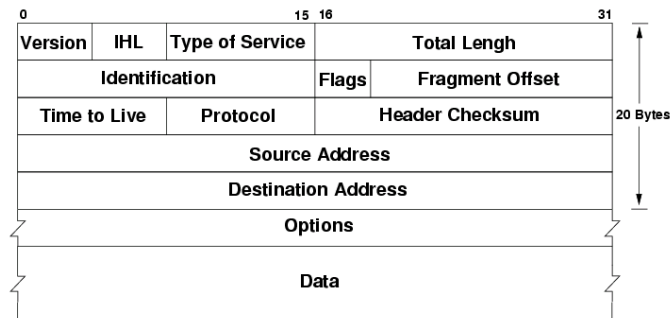 0 15 16 31
Version IHL Type of Service Total Lengh
Identification Flags Fragment Offset
Time to Live Protocol Header Checksum 20 Bytes
Source Address
Destination Address
Options
Data